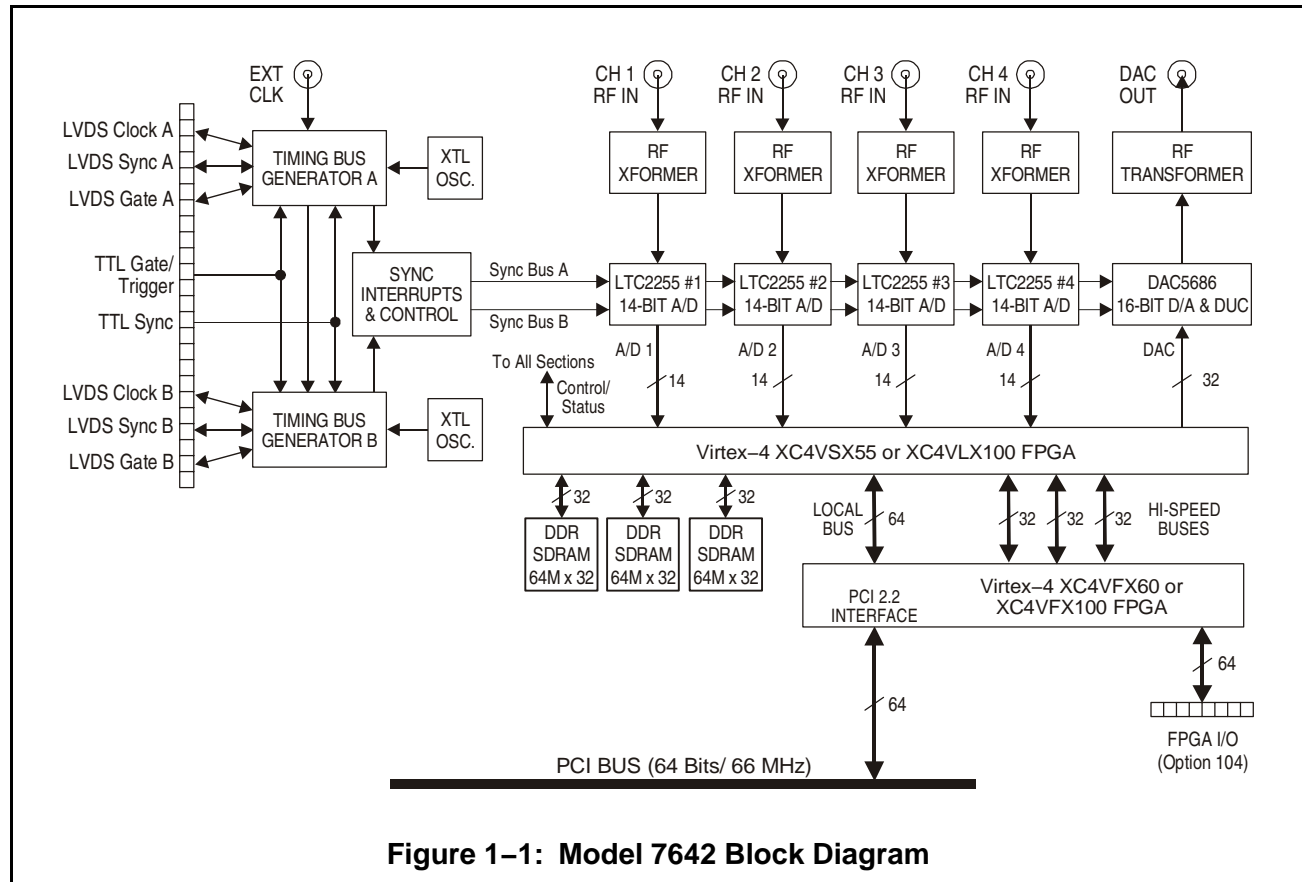 EXT
CLK
CH 1
RF IN
CH 2
RF IN
CH 3
RF IN
CH 4
RF IN
DAC
OUT
LVDS Clock A
LVDS Sync A
LVDS Gate A
TIMING BUS
GENERATOR A
XTL
OSC.
RF
XFORMER
RF
XFORMER
RF
XFORMER
RF
XFORMER
RF
TRANSFORMER
TTL Gate/
Trigger
TTL Sync
SYNC
INTERRUPTS
& CONTROL
Sync Bus A
Sync Bus B
LTC2255 #1
14-BIT A/D
LTC2255 #2
14-BIT A/D
LTC2255 #3
14-BIT A/D
LTC2255 #4
14-BIT A/D
DAC5686
16-BIT D/A & DUC
A/D 1
14
A/D 2
14
A/D 3
14
A/D 4
14
DAC
32
To All Sections
Control/
Status
LVDS Clock B
LVDS Sync B
LVDS Gate B
TIMING BUS
GENERATOR B
XTL
OSC.
Virtex–4 XC4VSX55 or XC4VLX100 FPGA
32
32
32
LOCAL
BUS
64
32
32
32
HI-SPEED
BUSES
DDR
SDRAM
64M x 32
DDR
SDRAM
64M x 32
DDR
SDRAM
64M x 32
PCI 2.2
INTERFACE
Virtex–4 XC4VFX60 or
XC4VFX100 FPGA
64
64
FPGA I/O
(Option 104)
PCI BUS (64 Bits/ 66 MHz)
Figure 1–1: Model 7642 Block Diagram